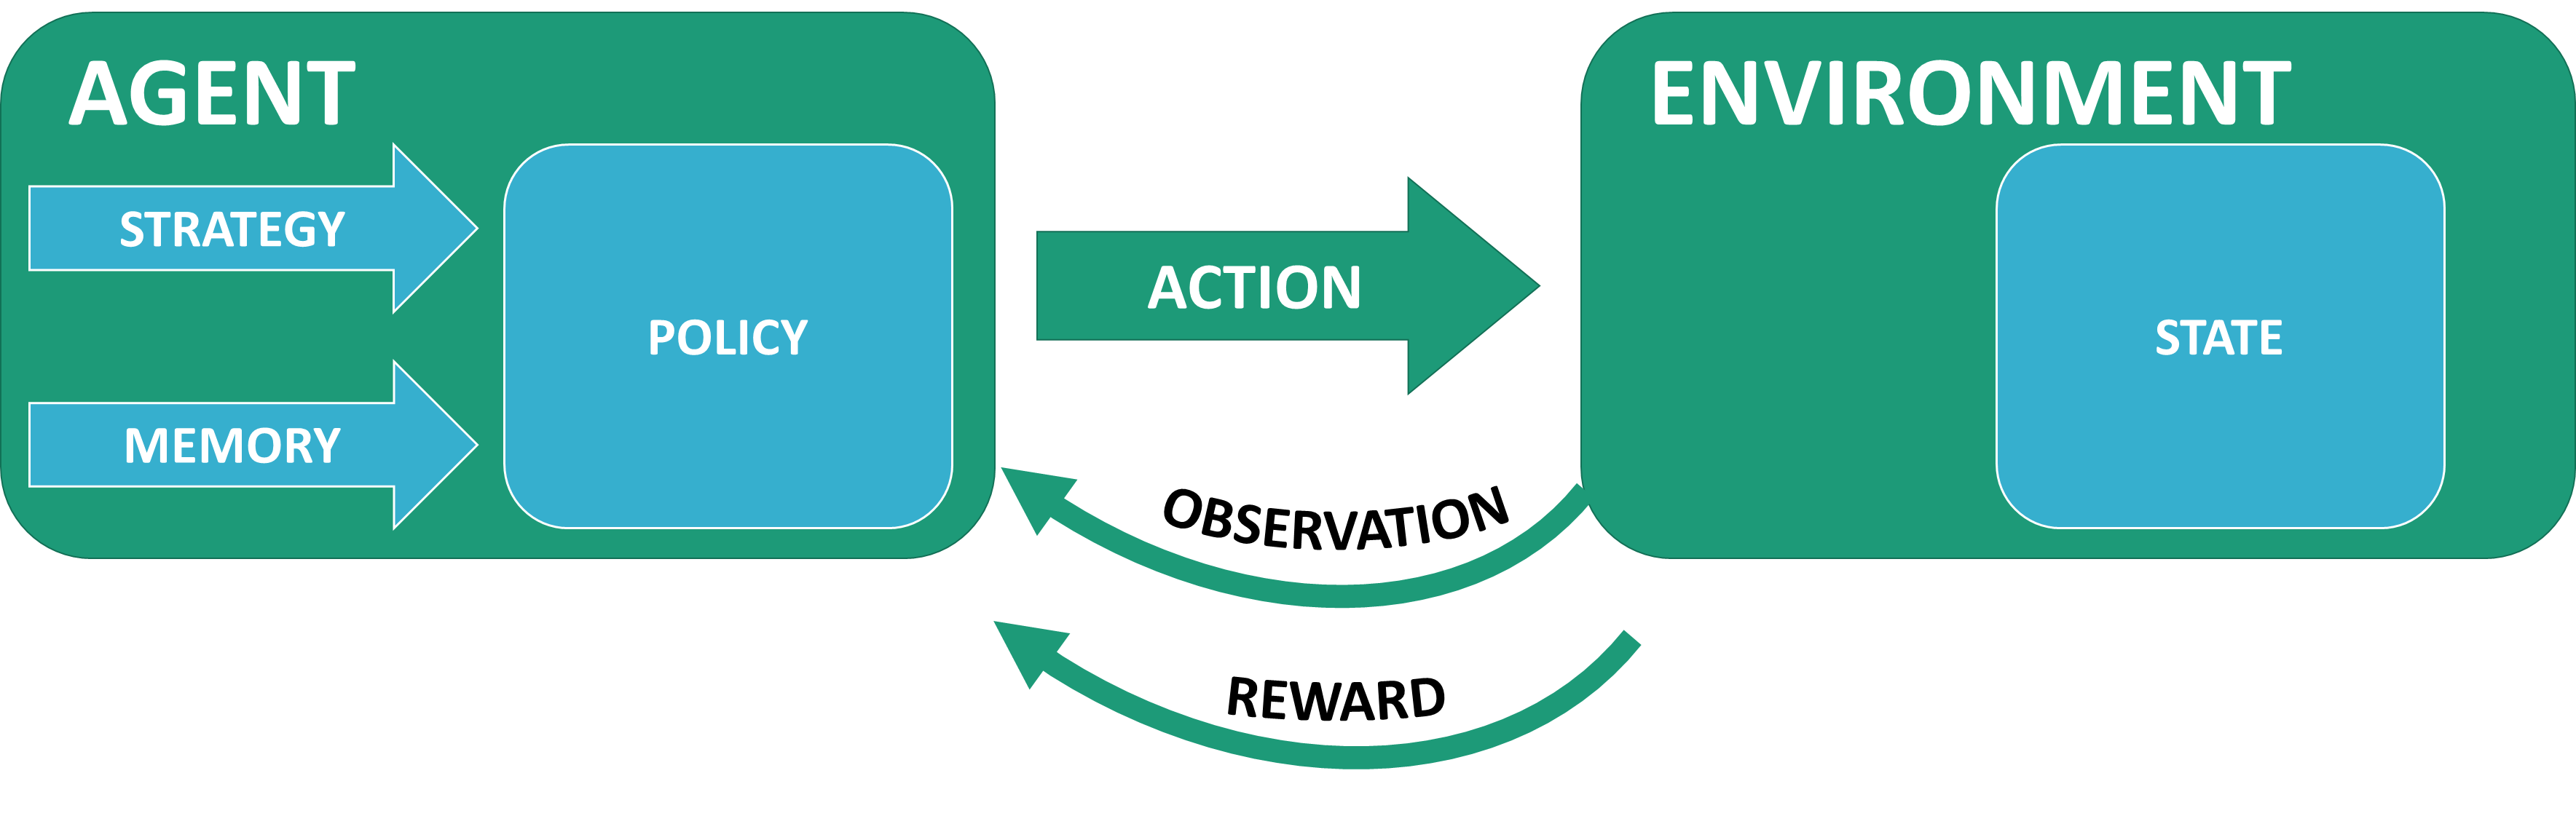 AGENT
STRATEGY
MEMORY
POLICY
ACTION
OBSERVATION
REWARD
ENVIRONMENT
STATE